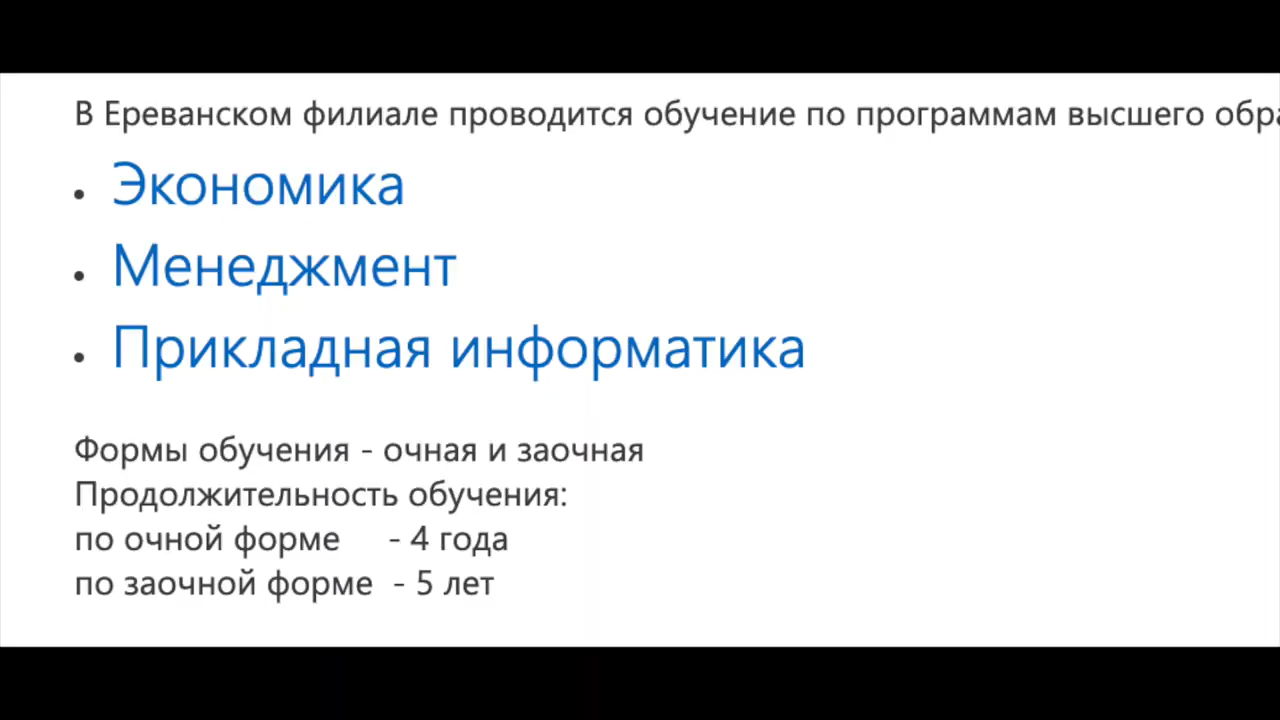 В Ереванском филиале проводится обучение по программам высшего
• Экономика
• Менеджмент
• Прикладная информатика
Формы обучения - очная и заочная
Продолжительность обучения:
по очной форме - 4 года
по заочной форме - 5 лет